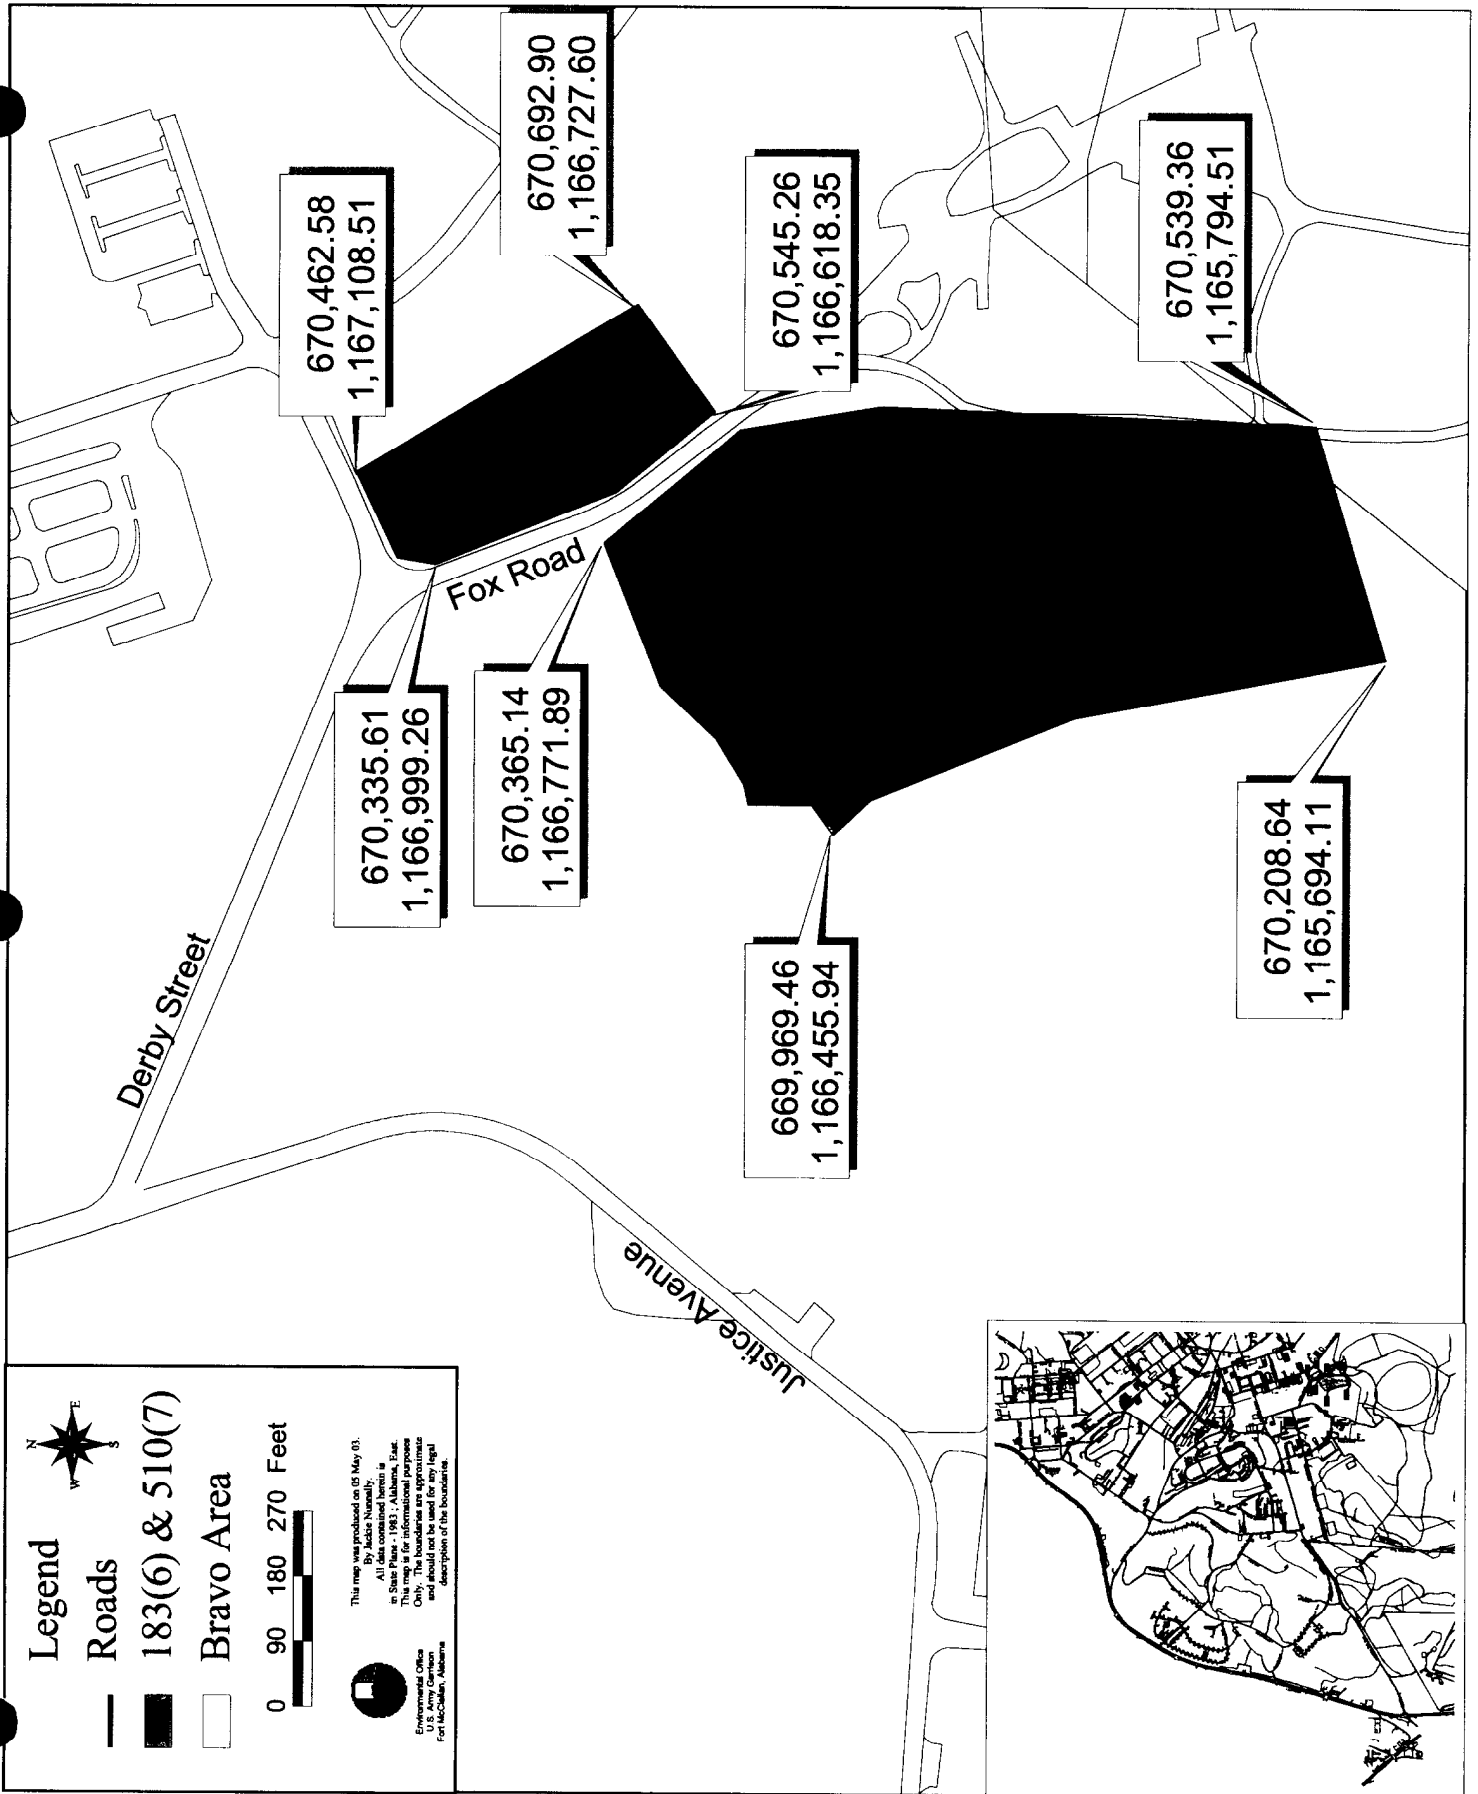 670,692.90
1,166,727.60
670,462.58
1,167,108.51
670,545.26
1,166,618.35
670,539.36
1,165,794.51
Fox Road
670,335.61
1,166,999.26
670,365.14
1,166,771.89
670,208.64
1,165,694.11
669,969.46
1,166,455.94
Derby Street
Justice Avenue
Legend
Roads
183(6) & 510(7)
Bravo Area
N
W
E
S
0 90 180 270 Feet
This map was produced on 05 May 03.
By Jackie Nunnally.
All data contained herein is
in State Plane - 1983 ; Alabama, East.
This map is for informational purposes
Only. The boundaries are approximate
and should not be used for any legal
description of the boundaries.
Environmental Office
U.S. Army Garrison
Fort McClellan, Alabama